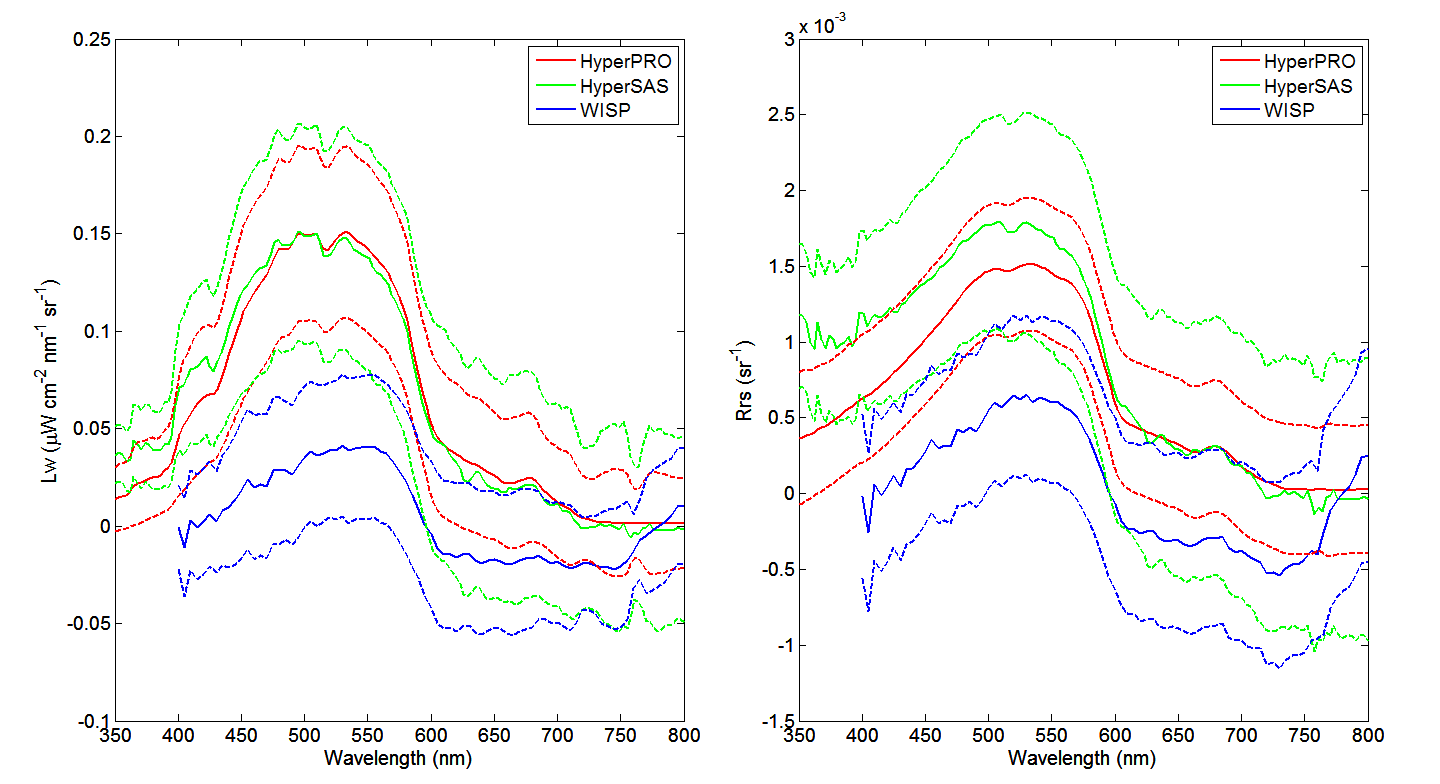 0.25
0.2
0.15
0.1
0.05
0
-0.05
-0.1
Lw (μW cm-2 nm-1 sr-1)
350 400 450 500 550 600 650 700 750 800
Wavelength (nm)
HyperPRO
HyperSAS
WISP
x 10-3
3
2.5
2
1.5
1
0.5
0
-0.5
-1
-1.5
Rrs (sr-1)
350 400 450 500 550 600 650 700 750 800
Wavelength (nm)
HyperPRO
HyperSAS
WISP